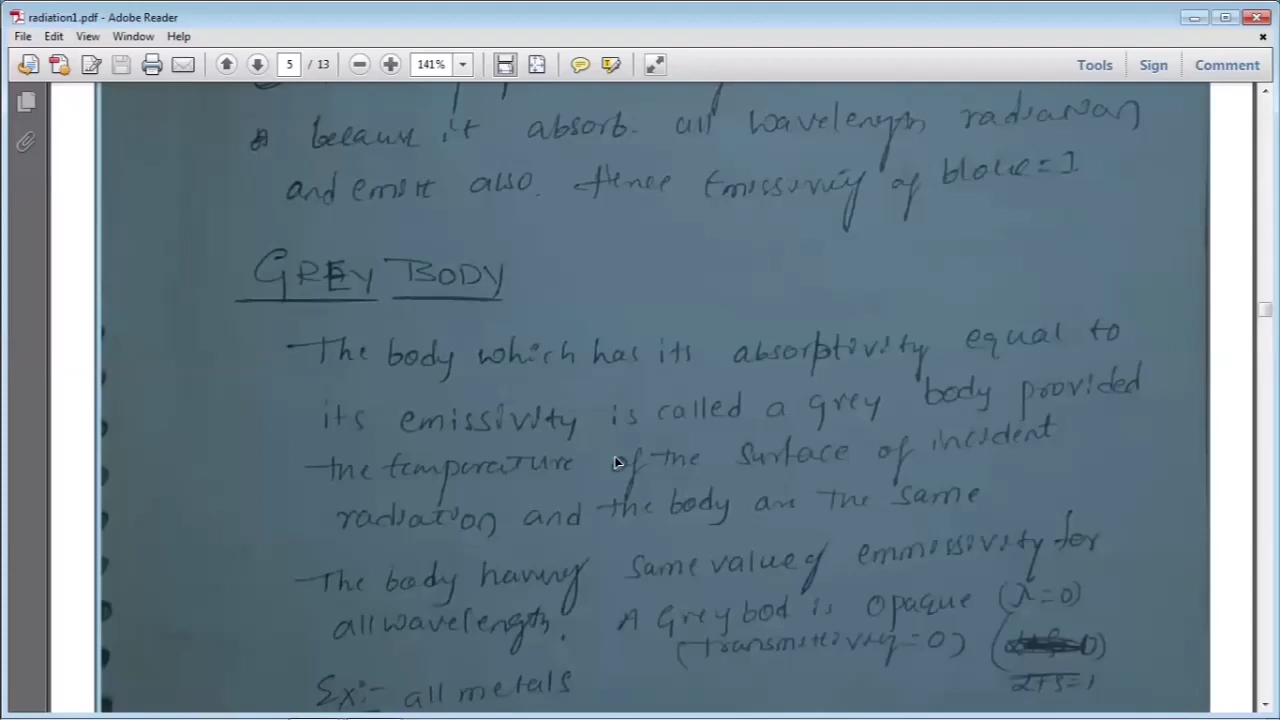 radiation1.pdf - Adobe Reader
File Edit View Window Help
5 / 13 141% Tools Sign Comment
because it absorb. all wavelength radiation
and emit also. Hence Emissivity of black = 1
GREY BODY
The body which has its absorptivity equal to
its emissivity is called a grey body provided
the temperature of the surface of incident
radiation and the body are the same
The body having same value of emmissivity for
all wavelength. A Grey bod is opaque
(transmittivity = 0)
Ex:- all metals